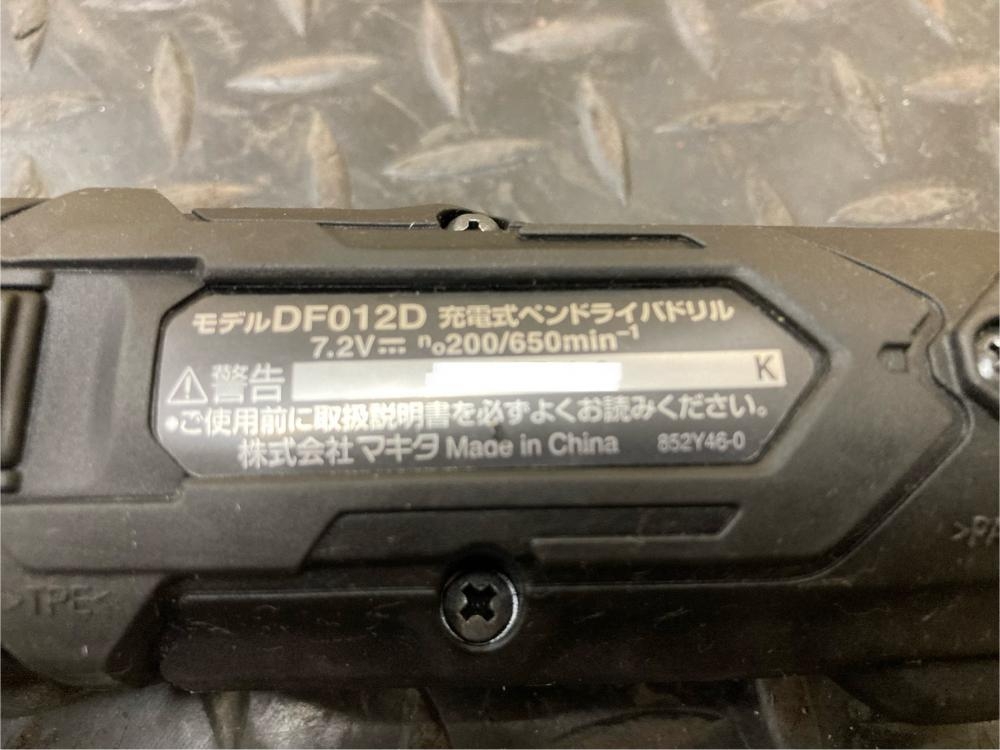 モデルDF012D 充電式ペンドライバドリル
7.2V⎓ n₀200/650min⁻¹
⚠警告 K
●ご使用前に取扱説明書を必ずよくお読みください。
株式会社マキタ Made in China 852Y46-0
>TPE<